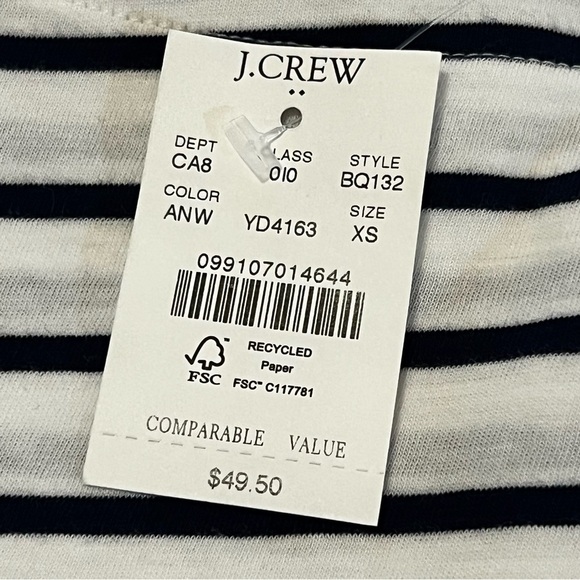 J.CREW
DEPT LASS STYLE
CA8 010 BQ132
COLOR SIZE
ANW YD4163 XS
099107014644
RECYCLED
Paper
FSC FSC™ C117781
COMPARABLE VALUE
$49.50